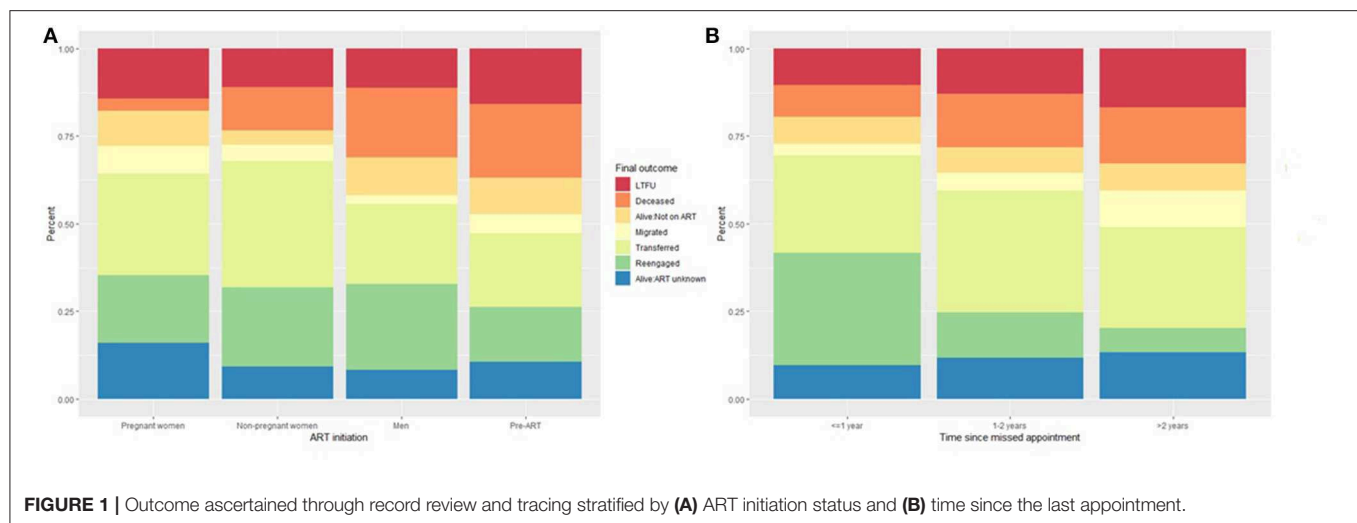 A
1.00
0.75
0.50
0.25
0.00
Percent
Pregnant women
Non-pregnant women
Men
Pre-ART
ART initiation
Final outcome
LTFU
Deceased
Alive:Not on ART
Migrated
Transferred
Reengaged
Alive:ART unknown
B
1.00
0.75
0.50
0.25
0.00
Percent
<=1 year
1-2 years
>2 years
Time since missed appointment
FIGURE 1 | Outcome ascertained through record review and tracing stratified by (A) ART initiation status and (B) time since the last appointment.